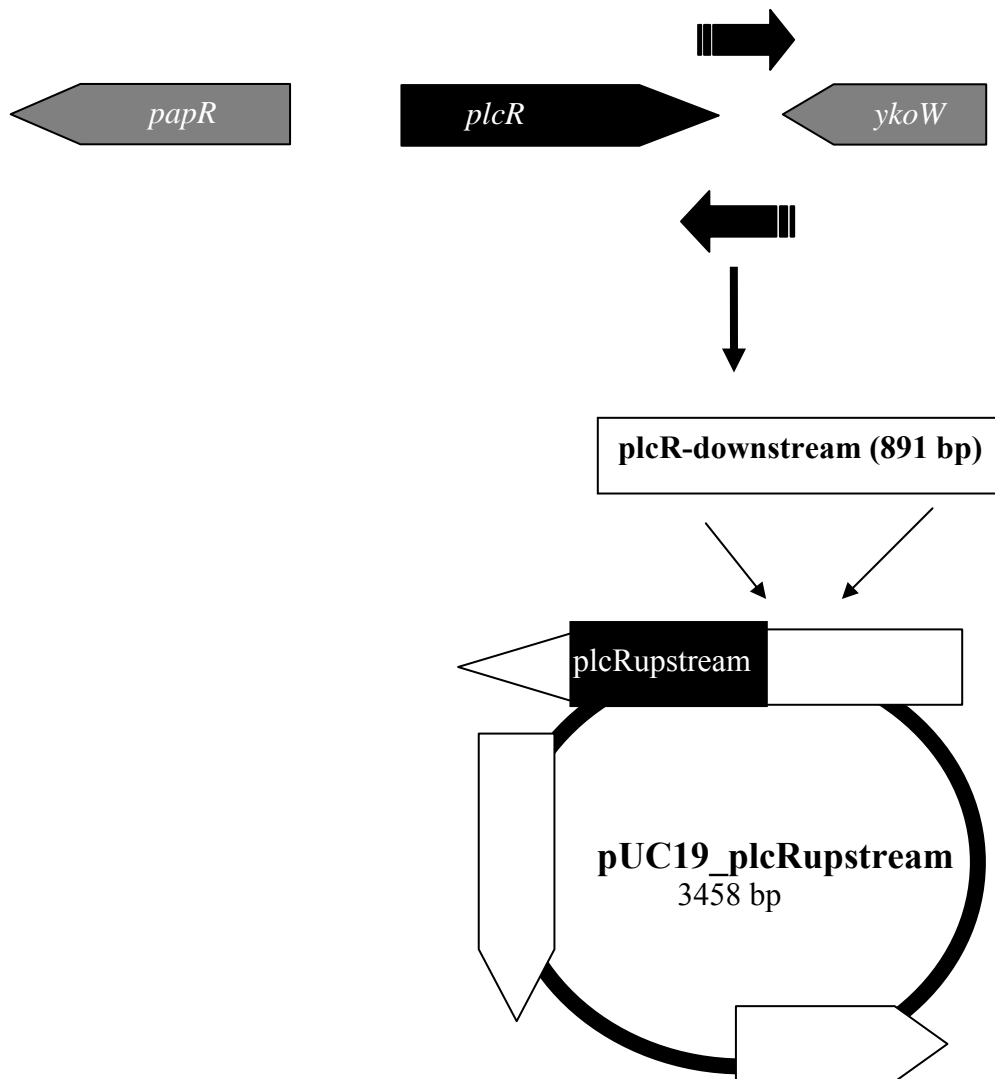 papR
plcR
ykoW
plcR-downstream (891 bp)
plcRupstream
pUC19_plcRupstream
3458 bp